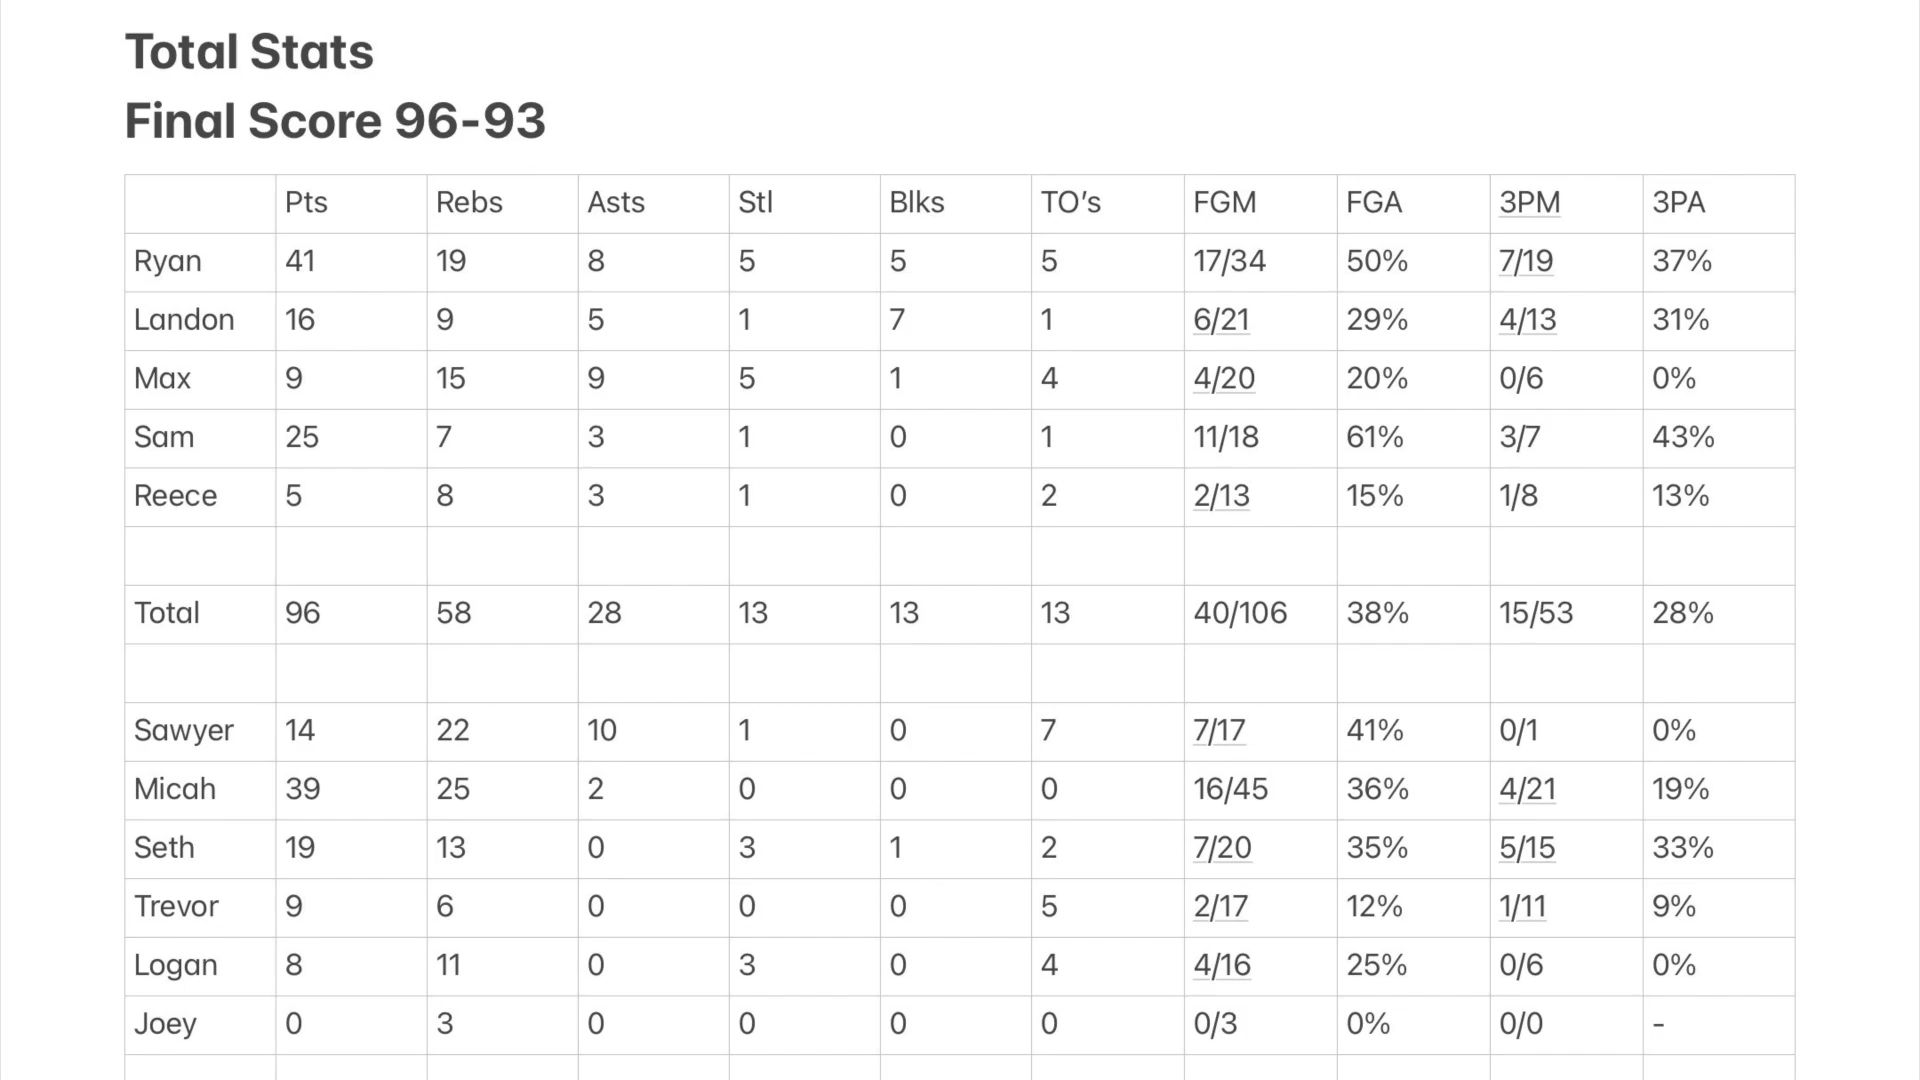 Total Stats
Final Score 96-93
Pts Rebs Asts Stl Blks TO's FGM FGA 3PM 3PA
Ryan 41 19 8 5 5 5 17/34 50% 7/19 37%
Landon 16 9 5 1 7 1 6/21 29% 4/13 31%
Max 9 15 9 5 1 4 4/20 20% 0/6 0%
Sam 25 7 3 1 0 1 11/18 61% 3/7 43%
Reece 5 8 3 1 0 2 2/13 15% 1/8 13%
Total 96 58 28 13 13 13 40/106 38% 15/53 28%
Sawyer 14 22 10 1 0 7 7/17 41% 0/1 0%
Micah 39 25 2 0 0 0 16/45 36% 4/21 19%
Seth 19 13 0 3 1 2 7/20 35% 5/15 33%
Trevor 9 6 0 0 0 5 2/17 12% 1/11 9%
Logan 8 11 0 3 0 4 4/16 25% 0/6 0%
Joey 0 3 0 0 0 0 0/3 0% 0/0 -